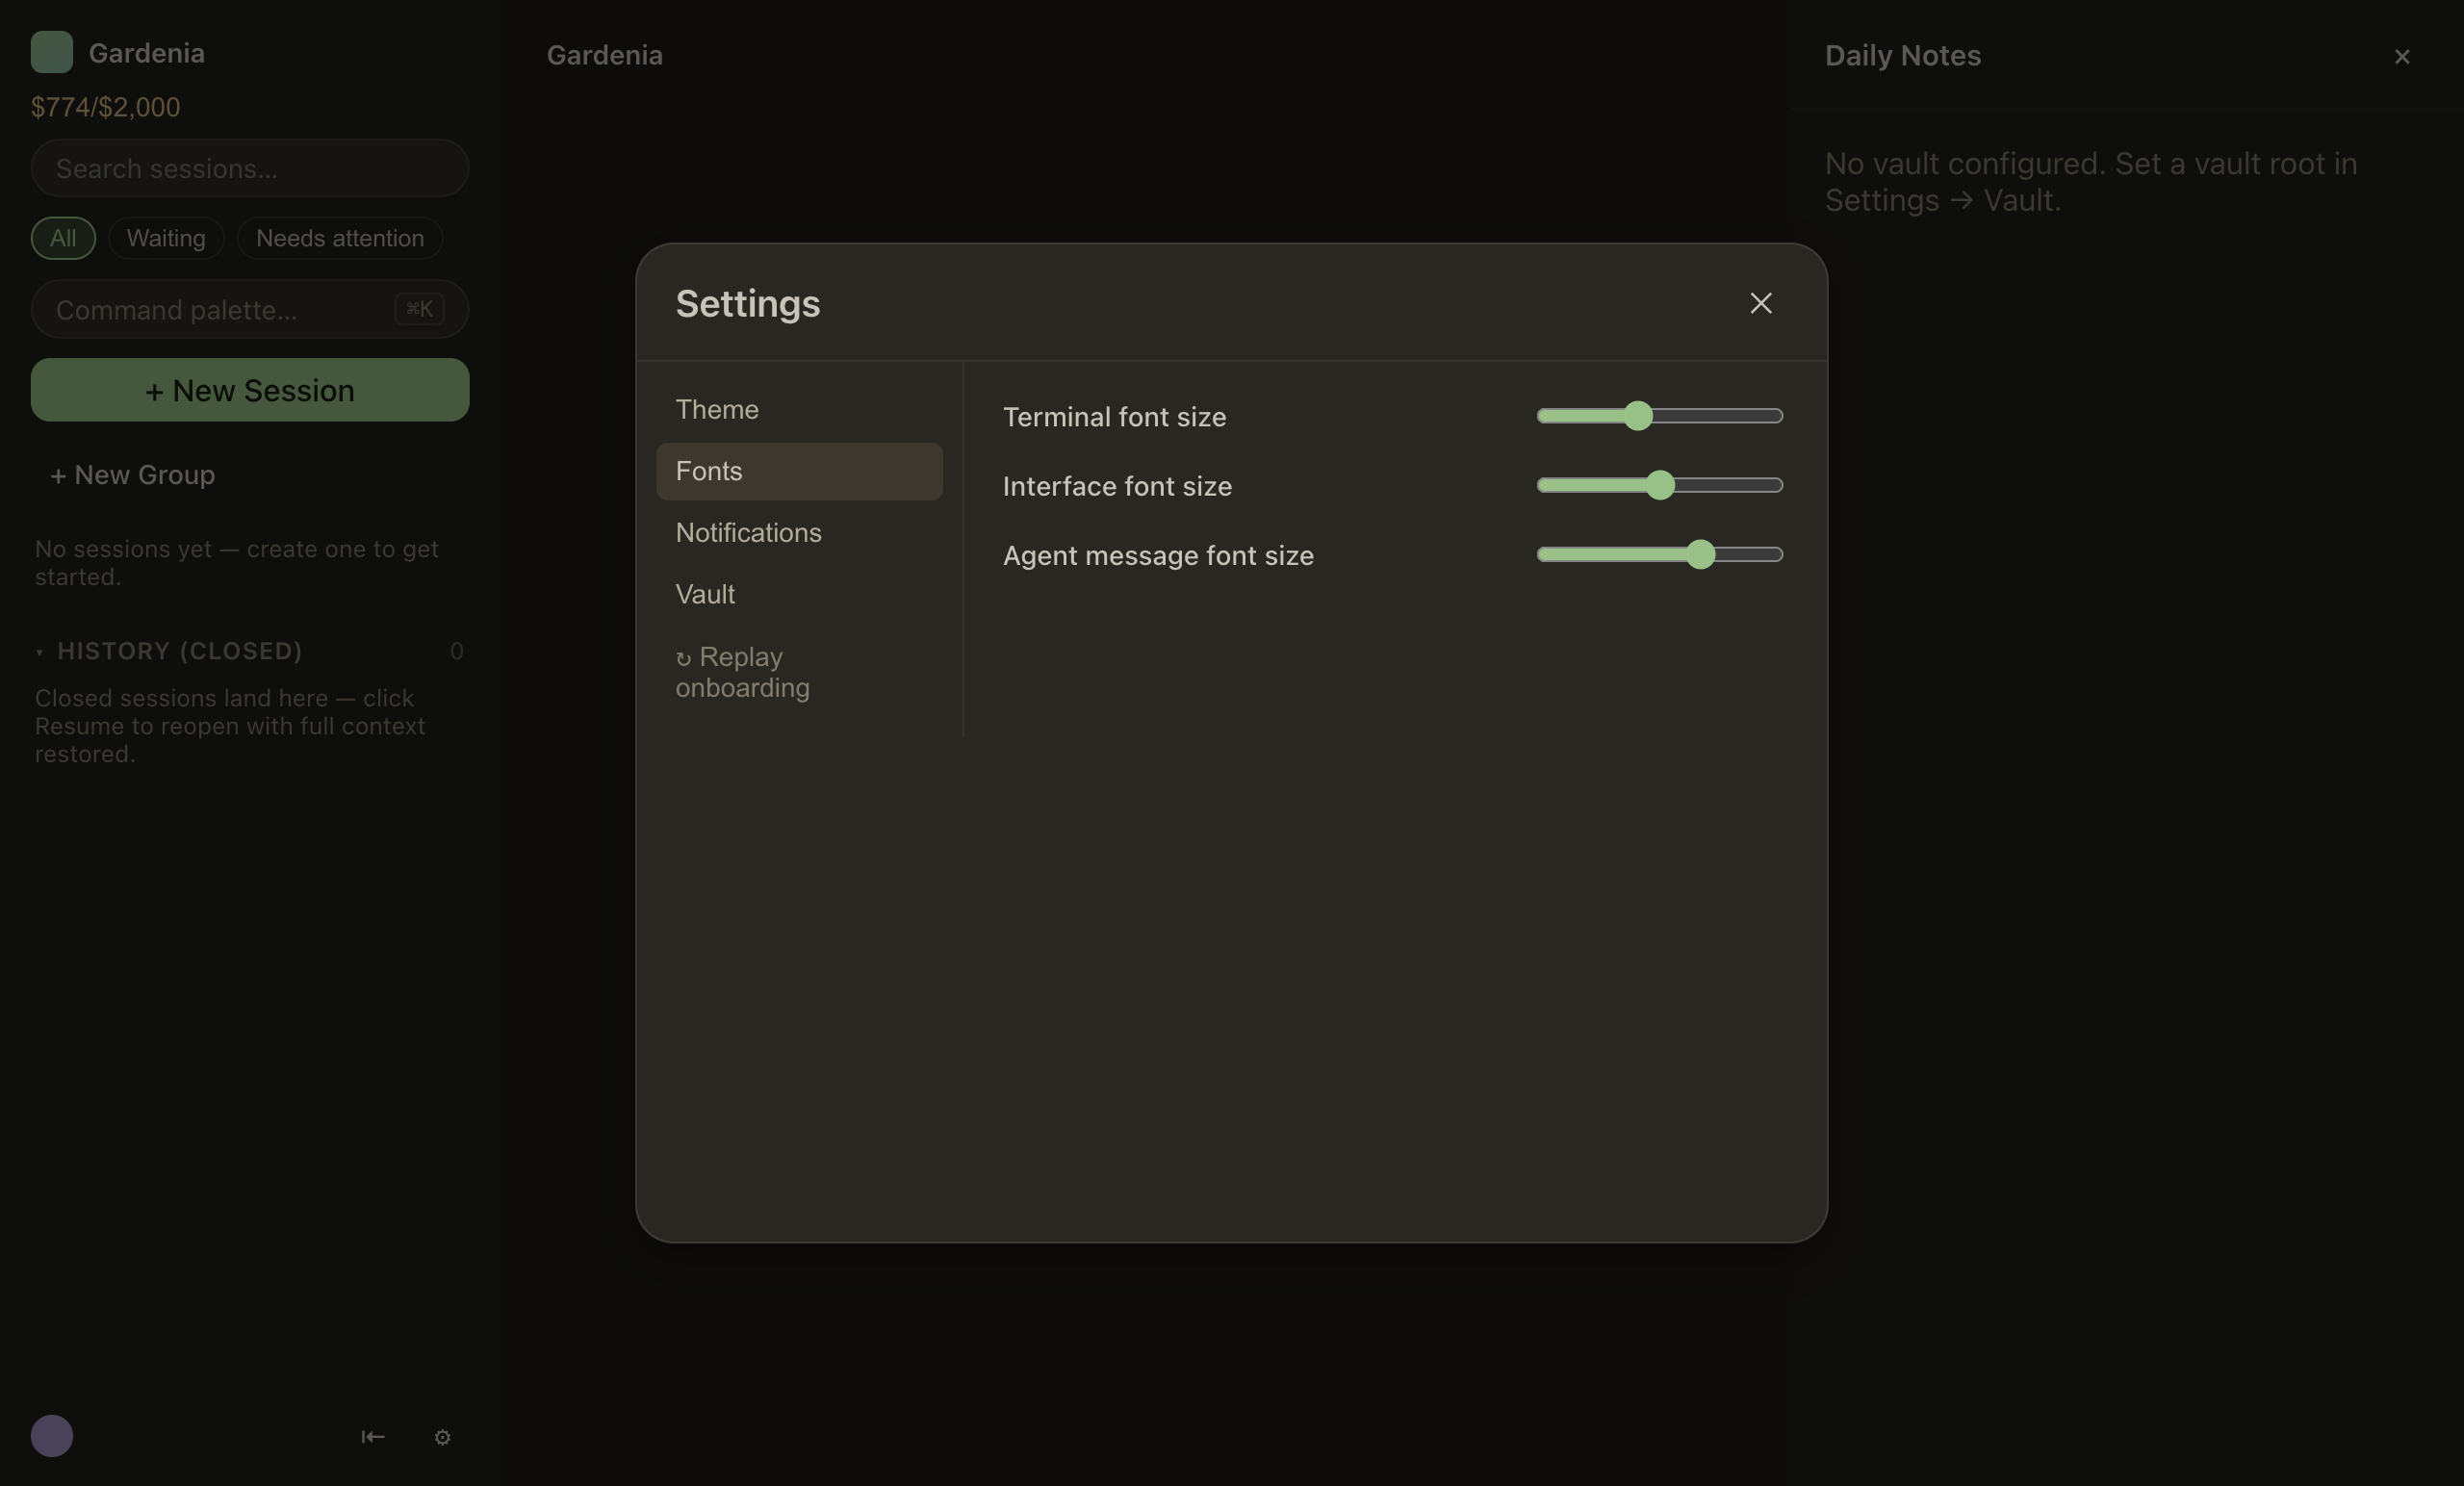 Gardenia
$774/$2,000
Search sessions...
All
Waiting
Needs attention
Command palette...
⌘K
+ New Session
+ New Group
No sessions yet — create one to get
started.
▾ HISTORY (CLOSED)
0
Closed sessions land here — click
Resume to reopen with full context
restored.
Gardenia
Settings
Theme
Fonts
Notifications
Vault
↻ Replay
onboarding
Terminal font size
Interface font size
Agent message font size
Daily Notes
No vault configured. Set a vault root in
Settings → Vault.